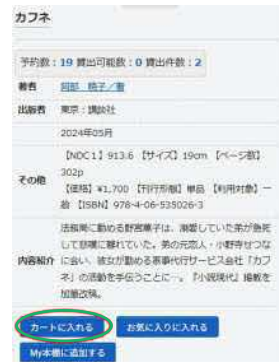 カフネ
予約数：19 貸出可能数：0 貸出件数：2
著者 阿部 暁子／著
出版者 東京：講談社
2024年05月
【NDC1】913.6 【サイズ】19cm 【ページ数】
302p
その他
【価格】¥1,700 【刊行形態】単品 【利用対象】一
般 【ISBN】978-4-06-535026-3
法務局に勤める野宮薫子は、溺愛していた弟が急死
して悲嘆に暮れていた。弟の元恋人・小野寺せつな
内容紹介 に会い、彼女が勤める家事代行サービス会社「カフ
ネ」の活動を手伝うことに…。『小説現代』掲載を
加筆改稿。
カートに入れる お気に入りに入れる
My本棚に追加する